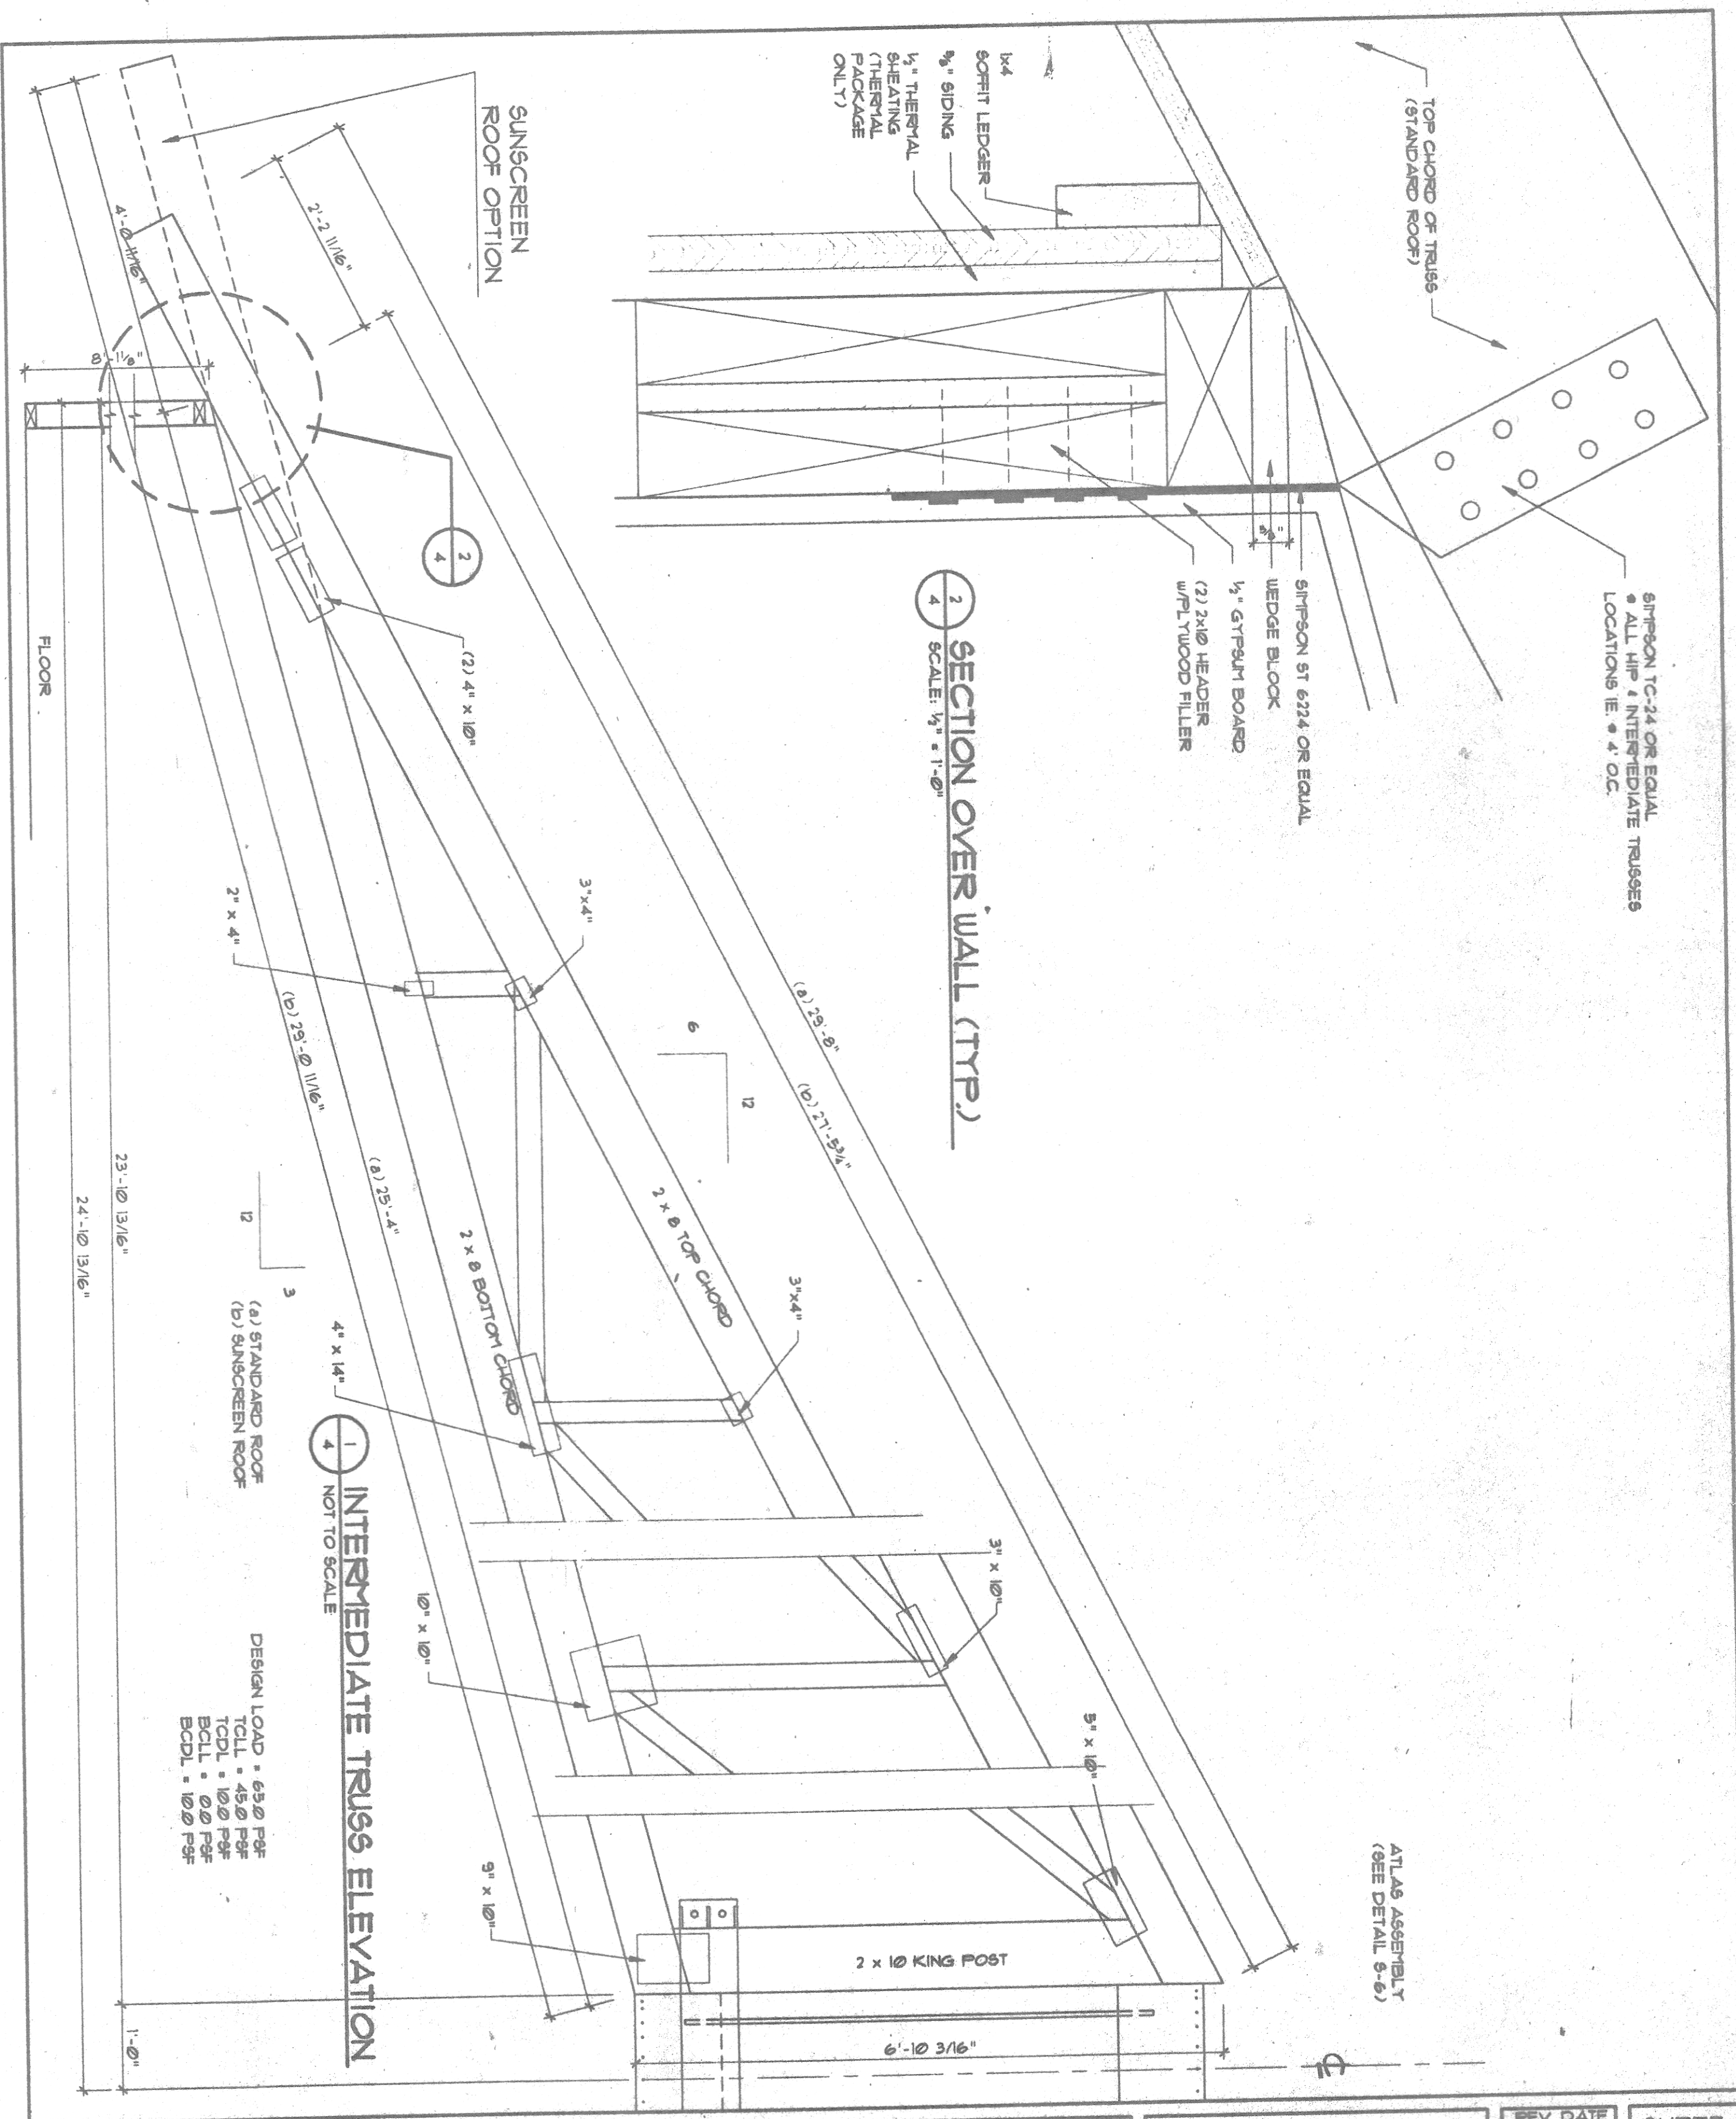 TOP CHORD OF TRUSS
(STANDARD ROOF)
1x4
SOFFIT LEDGER
5/8" SIDING
1/2" THERMAL
SHEATING
(THERMAL
PACKAGE
ONLY)
SIMPSON TC-24 OR EQUAL
@ ALL HIP & INTERMEDIATE TRUSSES
LOCATIONS IE. @ 4' O.C.
SIMPSON ST 6224 OR EQUAL
WEDGE BLOCK
1/2" GYPSUM BOARD
(2) 2x10 HEADER
w/PLYWOOD FILLER
2
4
SECTION OVER WALL (TYP.)
SCALE: 1/2" = 1'-0"
SUNSCREEN
ROOF OPTION
2'-2 11/16"
4'-0 11/16"
8'-1 1/8"
2
4
(2) 4" x 10"
FLOOR
3"x4"
2" x 4"
(a) 29'-8"
(b) 27'-5 3/4"
6
12
(b) 29'-0 11/16"
(a) 25'-4"
2 x 8 TOP CHORD
2 x 8 BOTTOM CHORD
3"x4"
12
3
23'-10 13/16"
24'-10 13/16"
(a) STANDARD ROOF
(b) SUNSCREEN ROOF
4" x 14"
1
4
INTERMEDIATE TRUSS ELEVATION
NOT TO SCALE
3" x 10"
10" x 10"
5" x 10"
9" x 10"
DESIGN LOAD = 65.0 PSF
TCLL = 45.0 PSF
TCDL = 10.0 PSF
BCLL = 0.0 PSF
BCDL = 10.0 PSF
ATLAS ASSEMBLY
(SEE DETAIL S-6)
2 x 10 KING POST
6'-10 3/16"
1'-0"
REV. DATE